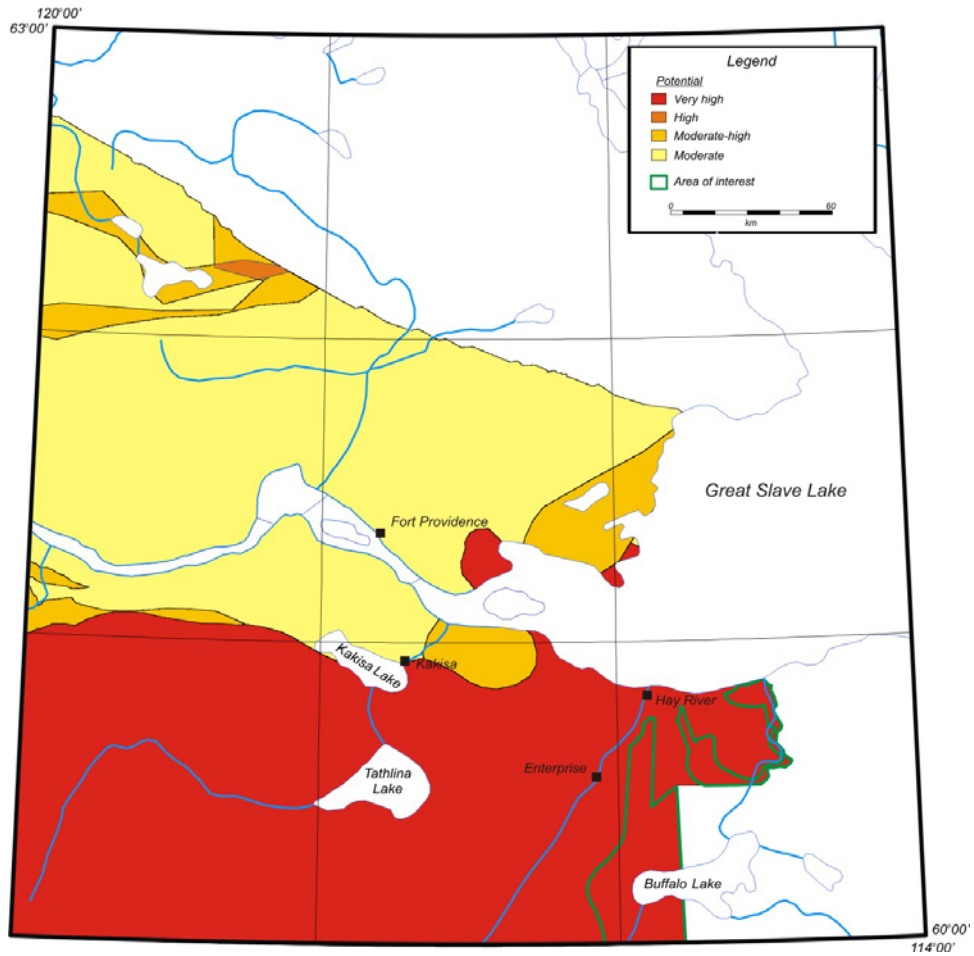 120°00'
63°00'
Legend
Potential
Very high
High
Moderate-high
Moderate
Area of interest
0
60
km
Great Slave Lake
Fort Providence
Kakisa Lake
Kakisa
Hay River
Tathlina
Lake
Enterprise
Buffalo Lake
60°00'
114°00'